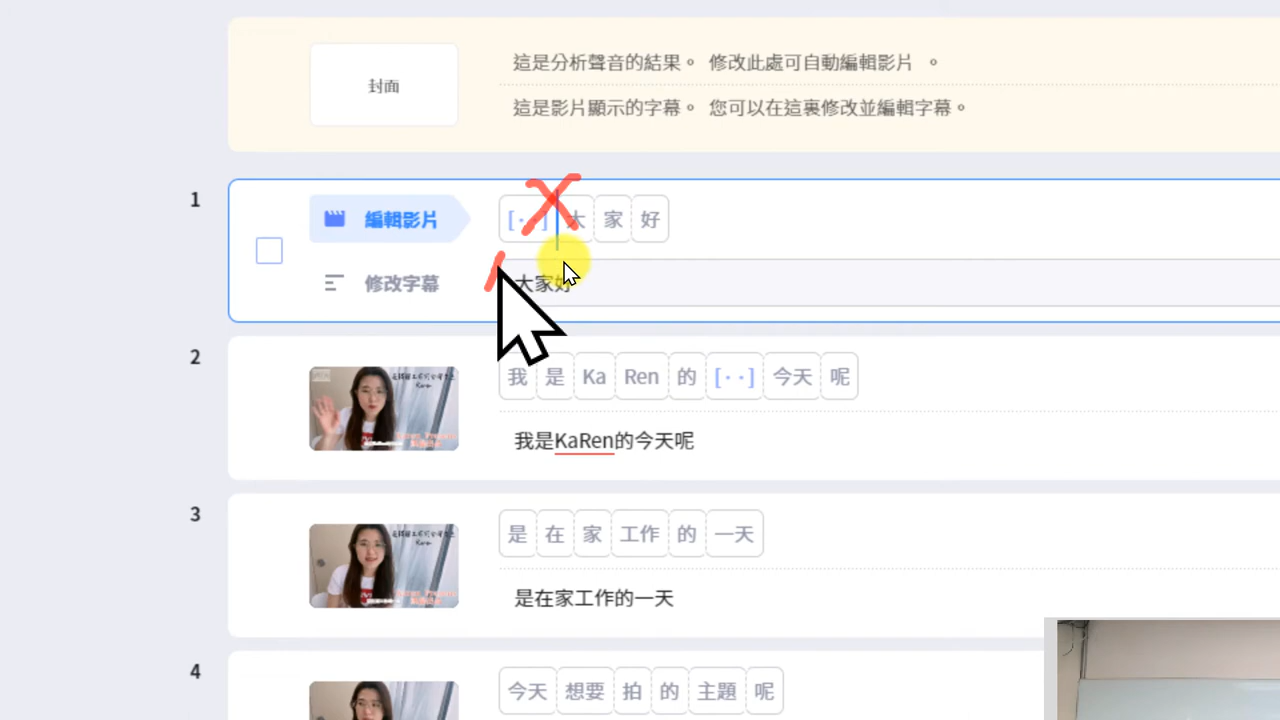 封面
這是分析聲音的結果。 修改此處可自動編輯影片 。
這是影片顯示的字幕。 您可以在這裏修改並編輯字幕。
1
編輯影片
[··] 大 家 好
修改字幕
大家好
2
我 是 Ka Ren 的 [··] 今天 呢
我是KaRen的今天呢
3
是 在 家 工作 的 一天
是在家工作的一天
4
今天 想要 拍 的 主題 呢